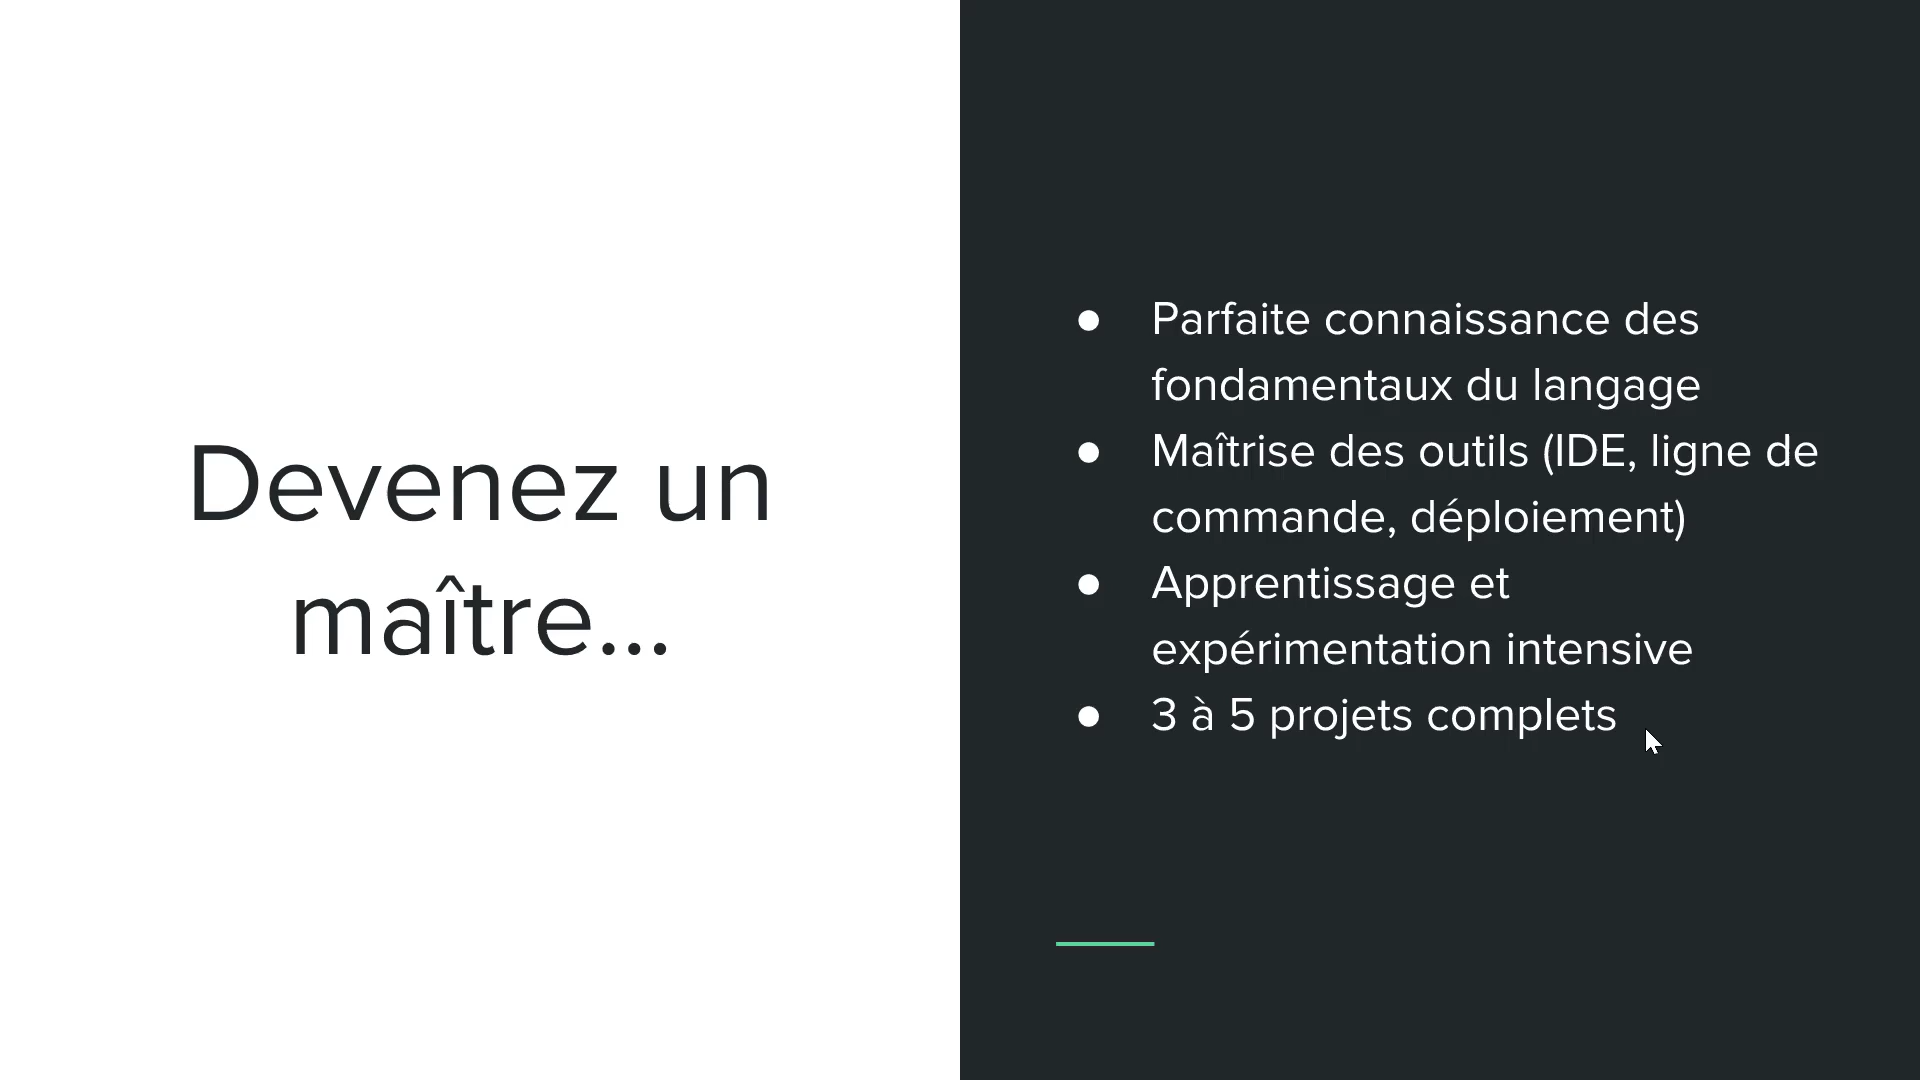 Devenez un
maître...
● Parfaite connaissance des
fondamentaux du langage
● Maîtrise des outils (IDE, ligne de
commande, déploiement)
● Apprentissage et
expérimentation intensive
● 3 à 5 projets complets